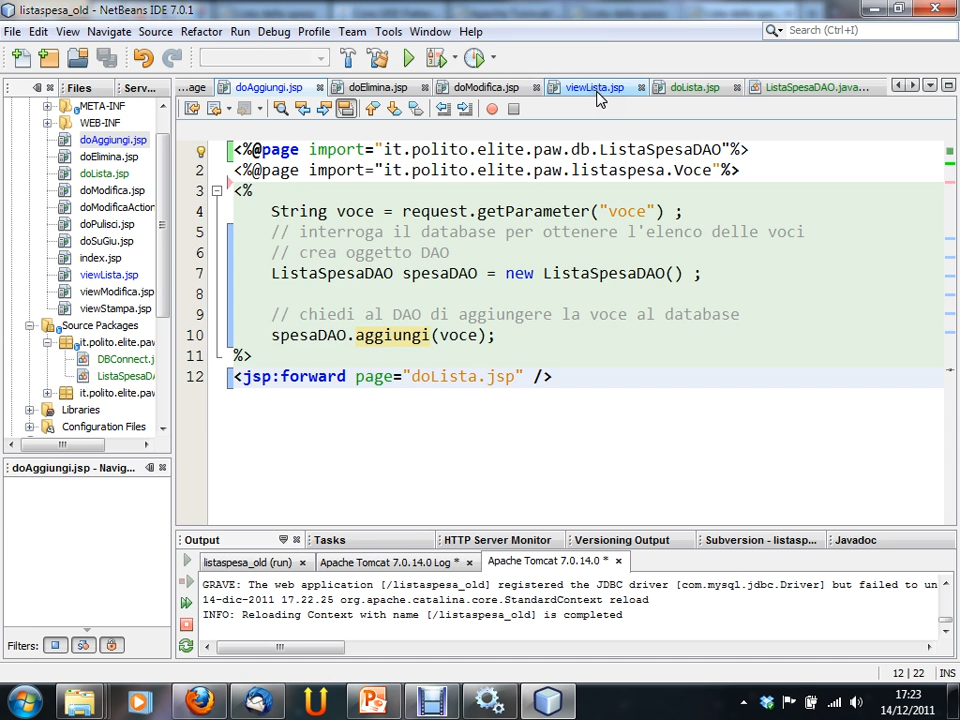 listaspesa_old - NetBeans IDE 7.0.1
File Edit View Navigate Source Refactor Run Debug Profile Team Tools Window Help
Search (Ctrl+I)
Files Serv...
...age doAggiungi.jsp doElimina.jsp doModifica.jsp viewLista.jsp doLista.jsp ListaSpesaDAO.java...
META-INF
WEB-INF
doAggiungi.jsp
doElimina.jsp
doLista.jsp
doModifica.jsp
doModificaAction
doPulisci.jsp
doSuGiu.jsp
index.jsp
viewLista.jsp
viewModifica.jsp
viewStampa.jsp
Source Packages
it.polito.elite.paw
DBConnect.j
ListaSpesaDA
it.polito.elite.paw
Libraries
Configuration Files
1 <%@page import="it.polito.elite.paw.db.ListaSpesaDAO"%>
2 <%@page import="it.polito.elite.paw.listaspesa.Voce"%>
3 <%
4 String voce = request.getParameter("voce") ;
5 // interroga il database per ottenere l'elenco delle voci
6 // crea oggetto DAO
7 ListaSpesaDAO spesaDAO = new ListaSpesaDAO() ;
8
9 // chiedi al DAO di aggiungere la voce al database
10 spesaDAO.aggiungi(voce);
11 %>
12 <jsp:forward page="doLista.jsp" />
doAggiungi.jsp - Navig...
Filters:
Output Tasks HTTP Server Monitor Versioning Output Subversion - listasp... Javadoc
listaspesa_old (run) Apache Tomcat 7.0.14.0 Log * Apache Tomcat 7.0.14.0 *
GRAVE: The web application [/listaspesa_old] registered the JDBC driver [com.mysql.jdbc.Driver] but failed to un
14-dic-2011 17.22.25 org.apache.catalina.core.StandardContext reload
INFO: Reloading Context with name [/listaspesa_old] is completed
12 | 22 INS
17:23
14/12/2011